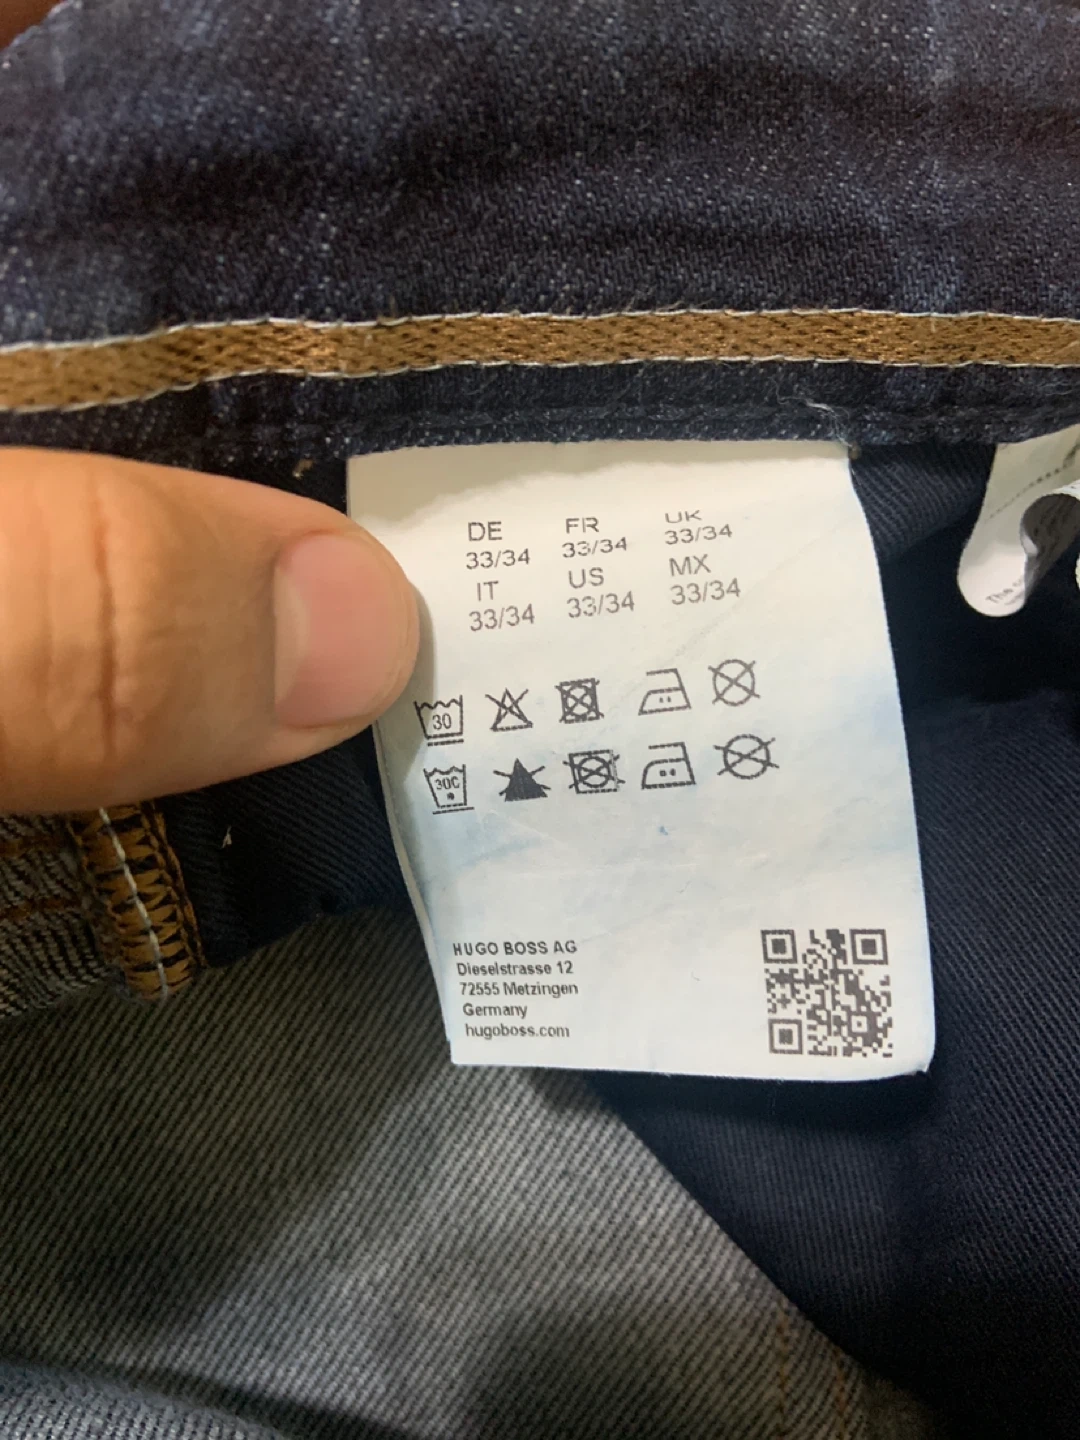 DE FR UK
33/34 33/34 33/34
IT US MX
33/34 33/34 33/34
30
30C
HUGO BOSS AG
Dieselstrasse 12
72555 Metzingen
Germany
hugoboss.com
The